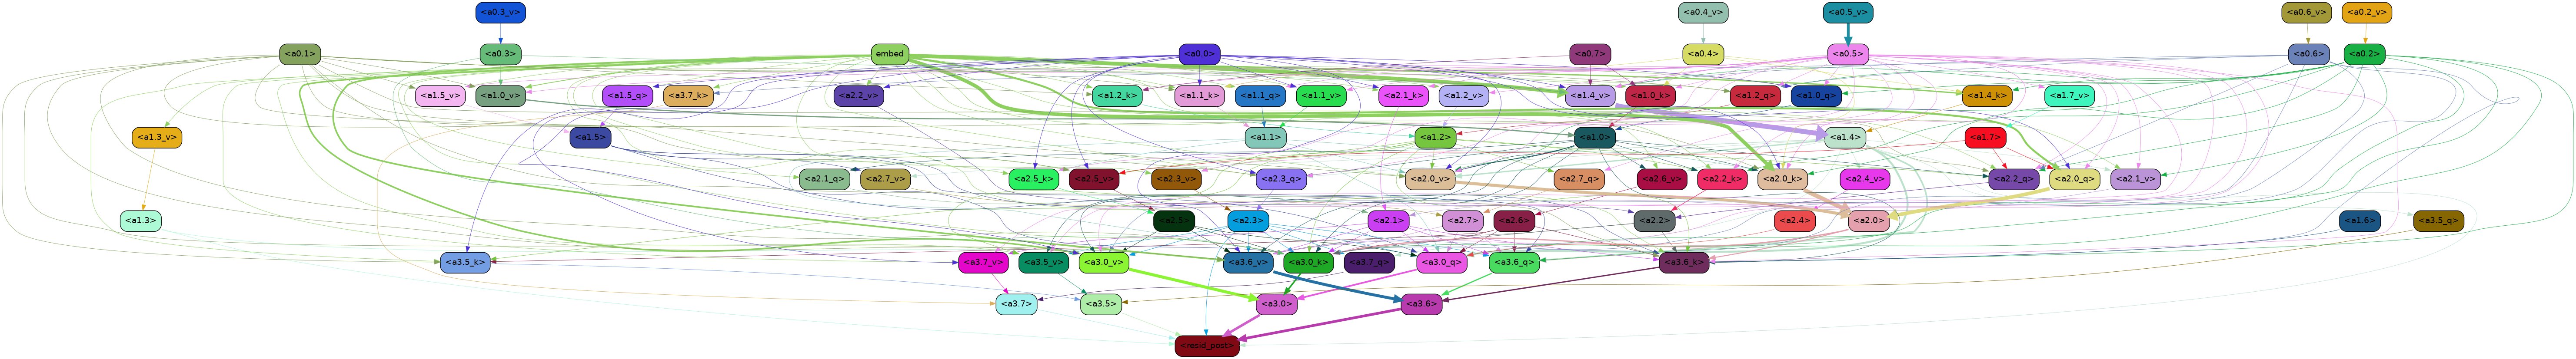 <a0.3_v> <a0.4_v> <a0.5_v> <a0.6_v> <a0.2_v>
<a0.1> <a0.3> embed <a0.0> <a0.7> <a0.4> <a0.5> <a0.6> <a0.2>
<a1.5_v> <a1.0_v> <a1.5_q> <a3.7_k> <a2.2_v> <a1.2_k> <a1.1_k> <a1.1_q> <a1.1_v> <a2.1_k> <a1.2_v> <a1.4_v> <a1.0_k> <a1.2_q> <a1.0_q> <a1.4_k> <a1.7_v>
<a1.3_v> <a1.5> <a1.1> <a1.2> <a1.0> <a1.4> <a1.7>
<a2.1_q> <a2.7_v> <a2.5_k> <a2.5_v> <a2.3_v> <a2.3_q> <a2.0_v> <a2.7_q> <a2.6_v> <a2.2_k> <a2.0_k> <a2.4_v> <a2.2_q> <a2.0_q> <a2.1_v>
<a1.3> <a2.5> <a2.3> <a2.1> <a2.7> <a2.6> <a2.2> <a2.4> <a2.0> <a1.6> <a3.5_q>
<a3.5_k> <a3.7_v> <a3.5_v> <a3.0_v> <a3.6_v> <a3.0_k> <a3.7_q> <a3.0_q> <a3.6_q> <a3.6_k>
<a3.7> <a3.5> <a3.0> <a3.6>
<resid_post>